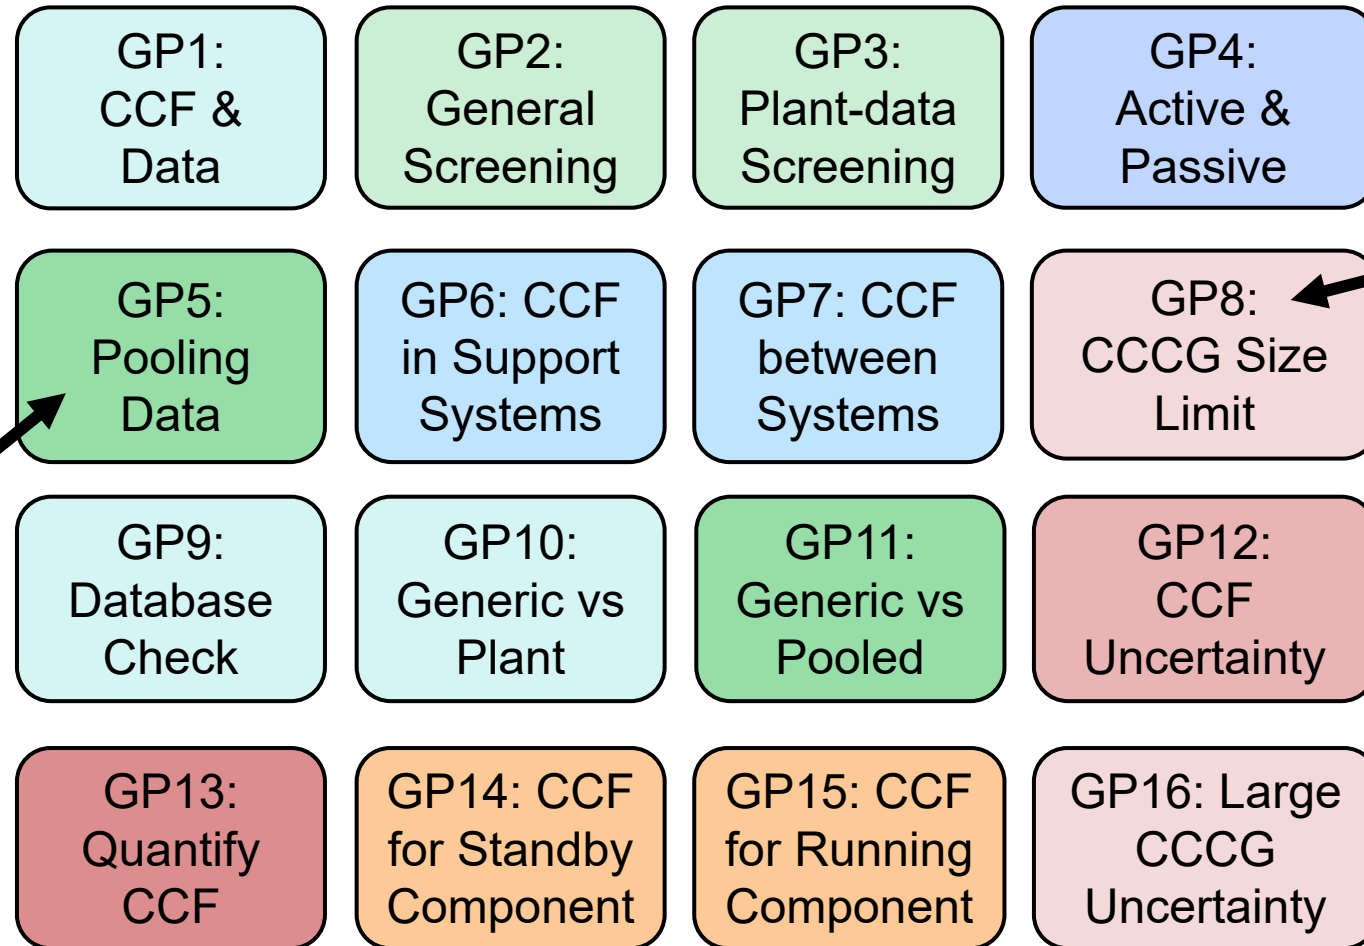 GP1:
CCF &
Data
GP2:
General
Screening
GP3:
Plant-data
Screening
GP4:
Active &
Passive
GP5:
Pooling
Data
GP6: CCF
in Support
Systems
GP7: CCF
between
Systems
GP8:
CCCG Size
Limit
GP9:
Database
Check
GP10:
Generic vs
Plant
GP11:
Generic vs
Pooled
GP12:
CCF
Uncertainty
GP13:
Quantify
CCF
GP14: CCF
for Standby
Component
GP15: CCF
for Running
Component
GP16: Large
CCCG
Uncertainty